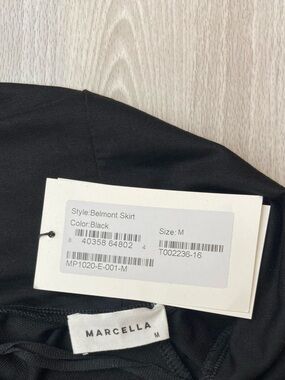 Style:Belmont Skirt
Color:Black
Size: M
8 40358 64802 4
T002236-16
MP1020-E-001-M
MARCELLA
M